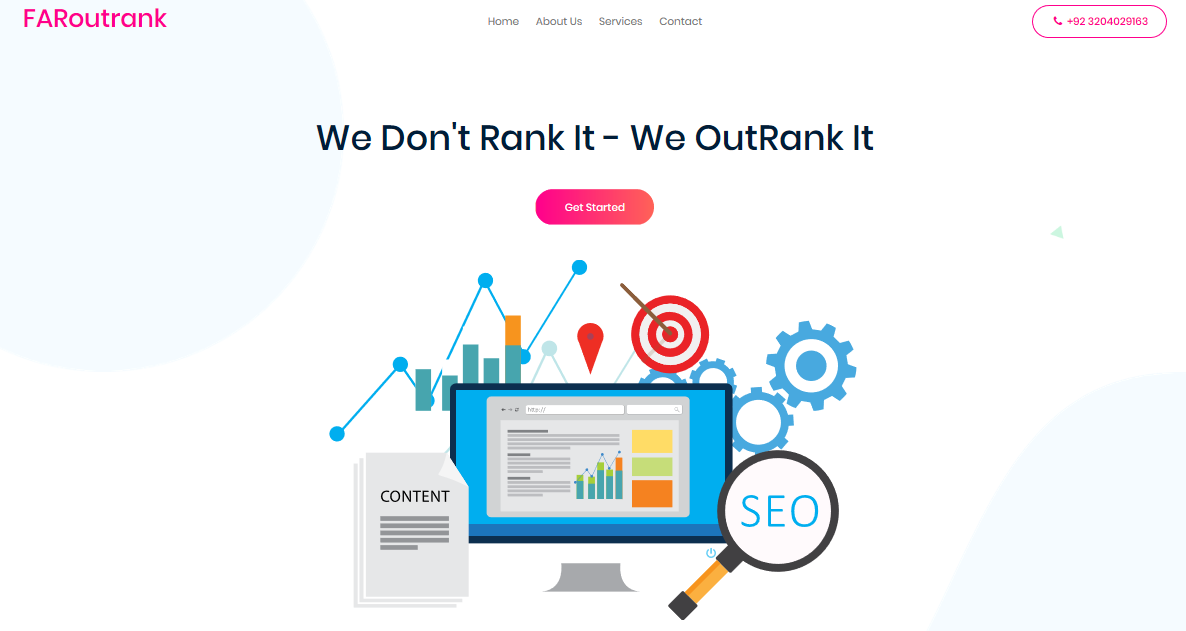 FARoutrank
Home About Us Services Contact
+92 3204029163
We Don't Rank It - We OutRank It
Get Started
http://
CONTENT
SEO